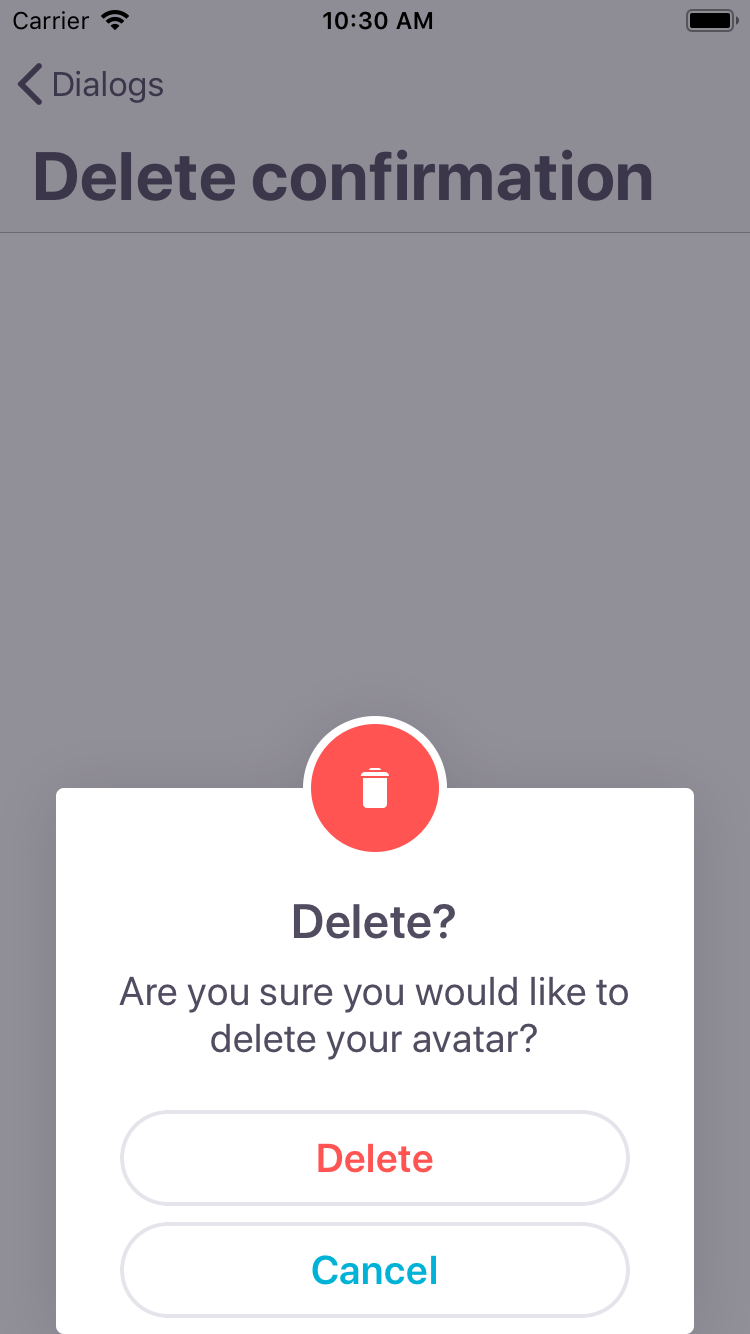 Carrier 10:30 AM
Dialogs
Delete confirmation
Delete?
Are you sure you would like to
delete your avatar?
Delete
Cancel